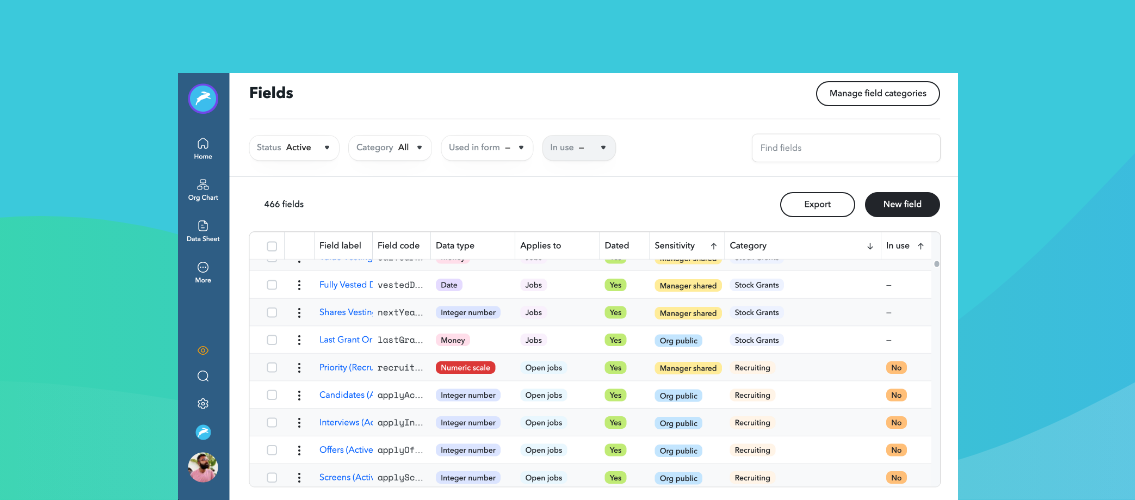 Fields
Manage field categories
Status Active
Category All
Used in form –
In use –
Find fields
Home
Org Chart
Data Sheet
More
466 fields
Export
New field
Field label Field code Data type Applies to Dated Sensitivity Category In use
Fully Vested D vestedD... Date Jobs Yes Manager shared Stock Grants –
Shares Vesting nextYea... Integer number Jobs Yes Manager shared Stock Grants –
Last Grant Or lastGra... Money Jobs Yes Org public Stock Grants –
Priority (Recru recruit... Numeric scale Open jobs Yes Manager shared Recruiting No
Candidates (A applyAc... Integer number Open jobs Yes Org public Recruiting No
Interviews (Ac applyIn... Integer number Open jobs Yes Org public Recruiting No
Offers (Active applyOf... Integer number Open jobs Yes Org public Recruiting No
Screens (Activ applySc... Integer number Open jobs Yes Org public Recruiting No